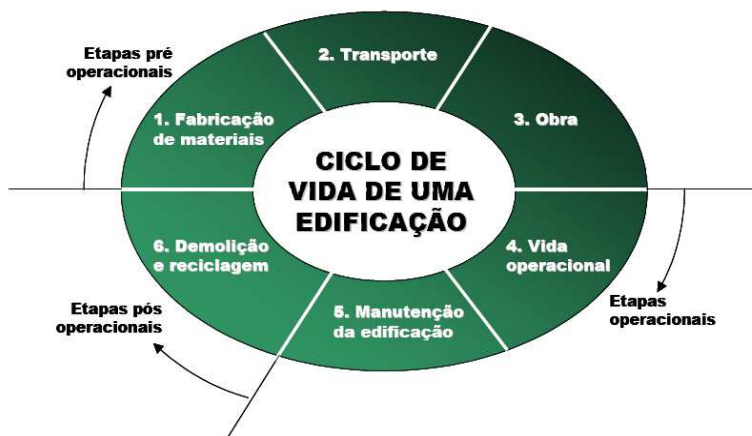 Etapas pré
operacionais
2. Transporte
1. Fabricação
de materiais
3. Obra
CICLO DE
VIDA DE UMA
EDIFICAÇÃO
6. Demolição
e reciclagem
4. Vida
operacional
5. Manutenção
da edificação
Etapas pós
operacionais
Etapas
operacionais